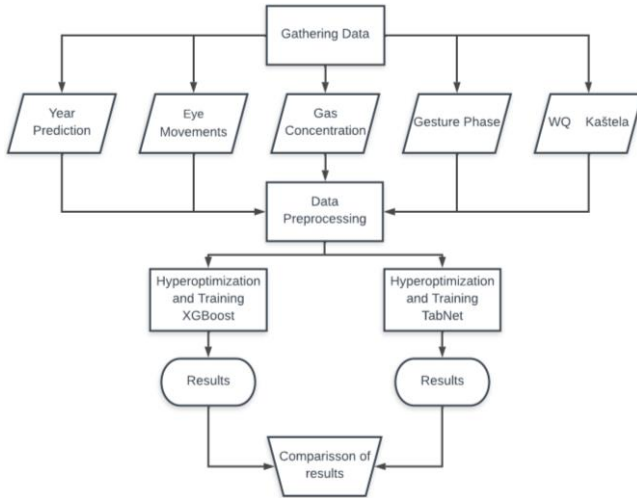 Gathering Data
Year
Prediction
Eye
Movements
Gas
Concentration
Gesture Phase
WQ Kaštela
Data
Preprocessing
Hyperoptimization
and Training
XGBoost
Hyperoptimization
and Training
TabNet
Results
Results
Comparisson of
results